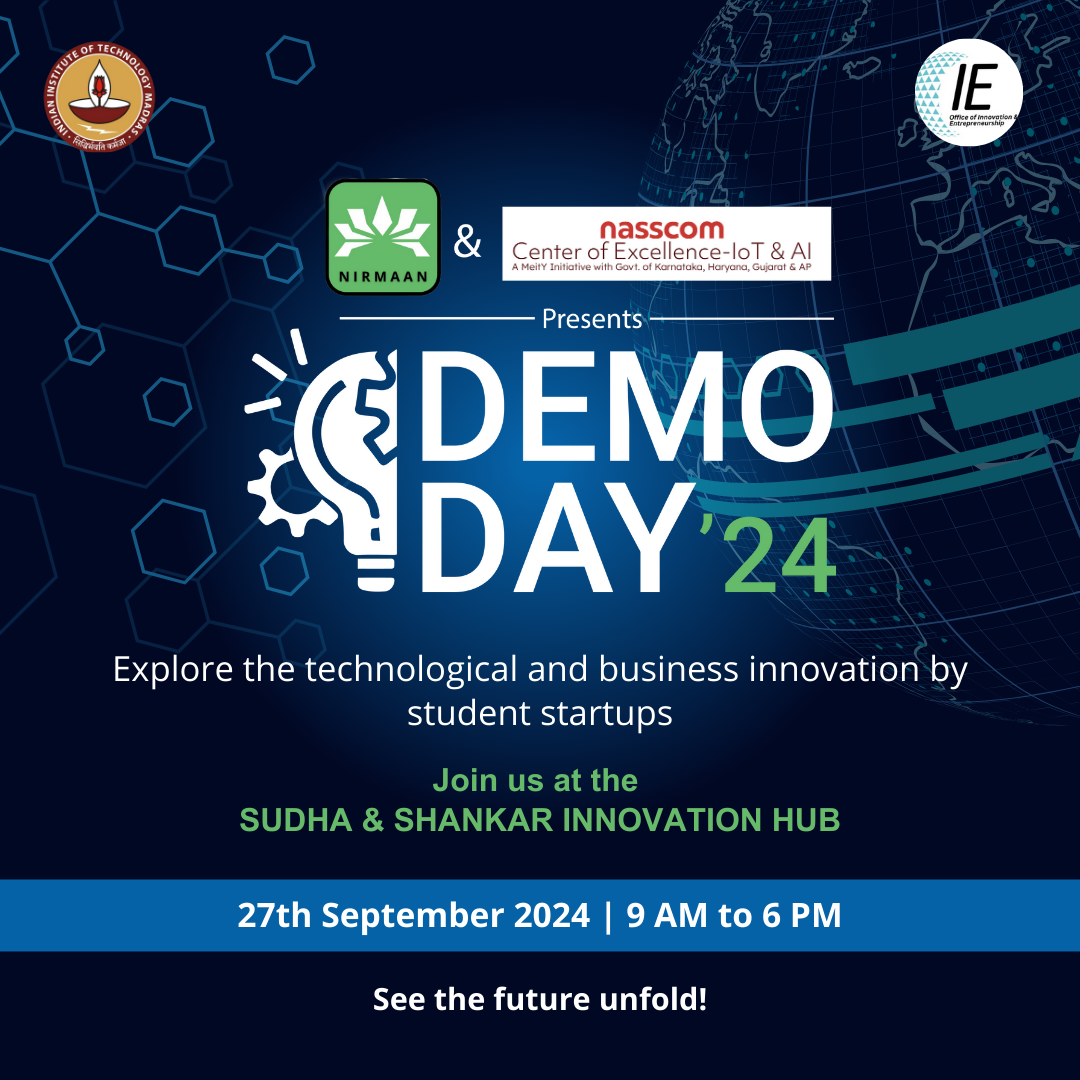 INDIAN INSTITUTE OF TECHNOLOGY MADRAS
सिद्धिर्भवति कर्मजा
IE
Office of Innovation &
Entrepreneurship
NIRMAAN
&
nasscom
Center of Excellence-IoT & AI
A MeitY Initiative with Govt. of Karnataka, Haryana, Gujarat & AP
Presents
DEMO
DAY '24
Explore the technological and business innovation by
student startups
Join us at the
SUDHA & SHANKAR INNOVATION HUB
27th September 2024 | 9 AM to 6 PM
See the future unfold!